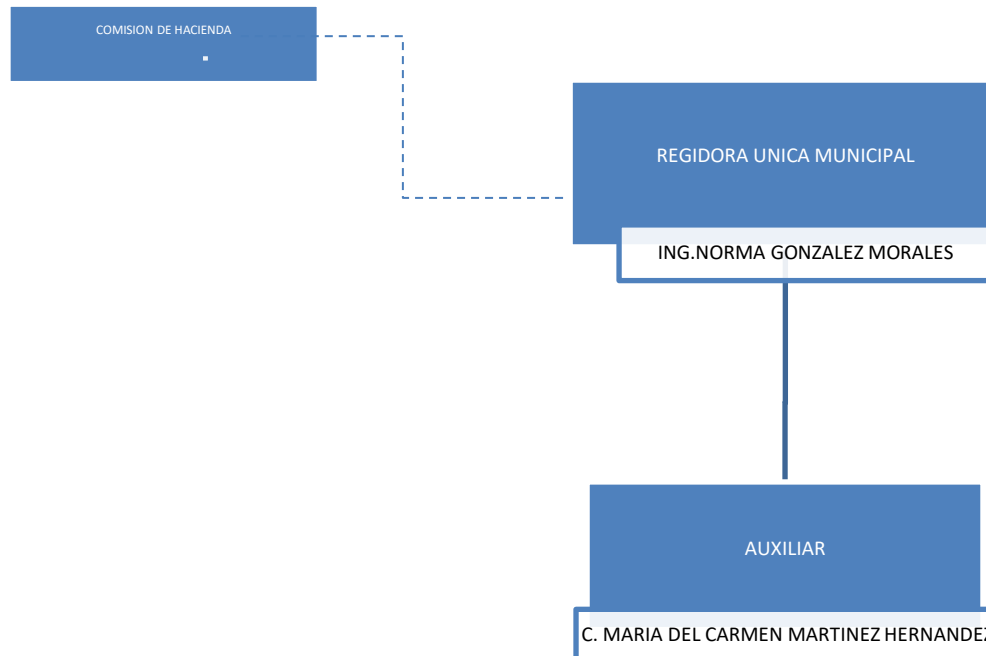 COMISION DE HACIENDA
REGIDORA UNICA MUNICIPAL
ING.NORMA GONZALEZ MORALES
AUXILIAR
C. MARIA DEL CARMEN MARTINEZ HERNANDEZ